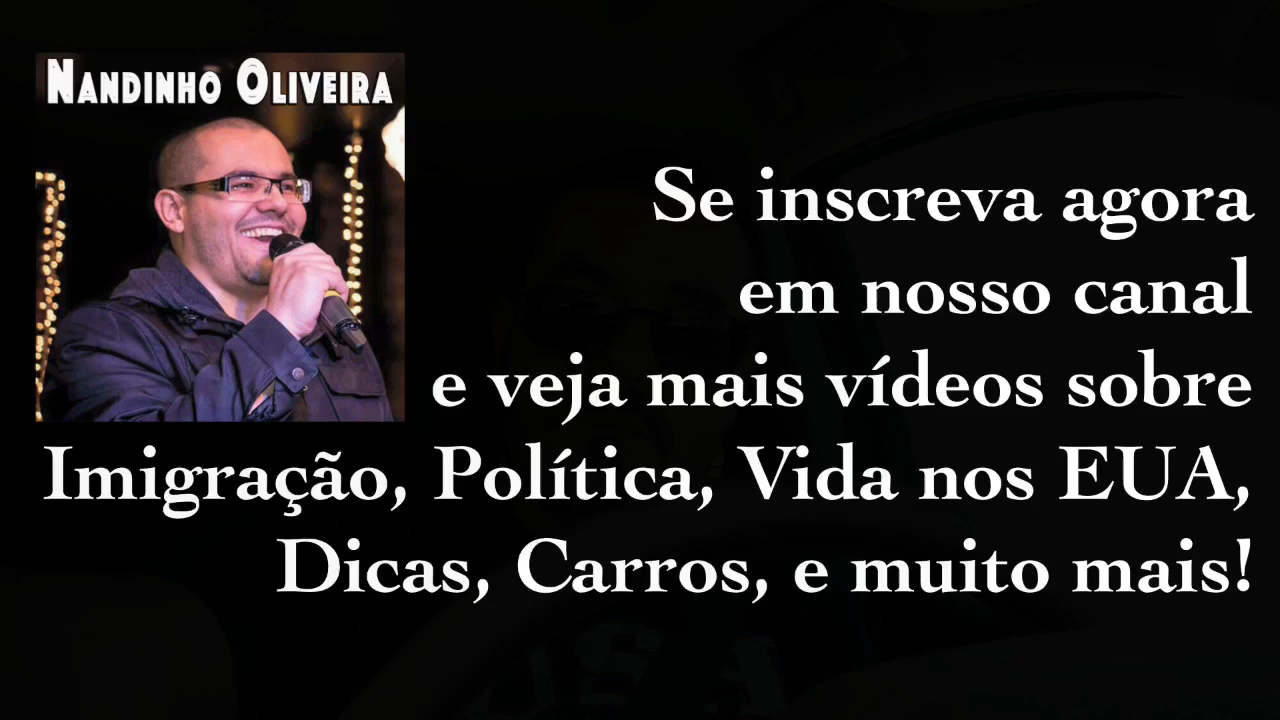 NANDINHO OLIVEIRA
Se inscreva agora
em nosso canal
e veja mais vídeos sobre
Imigração, Política, Vida nos EUA,
Dicas, Carros, e muito mais!